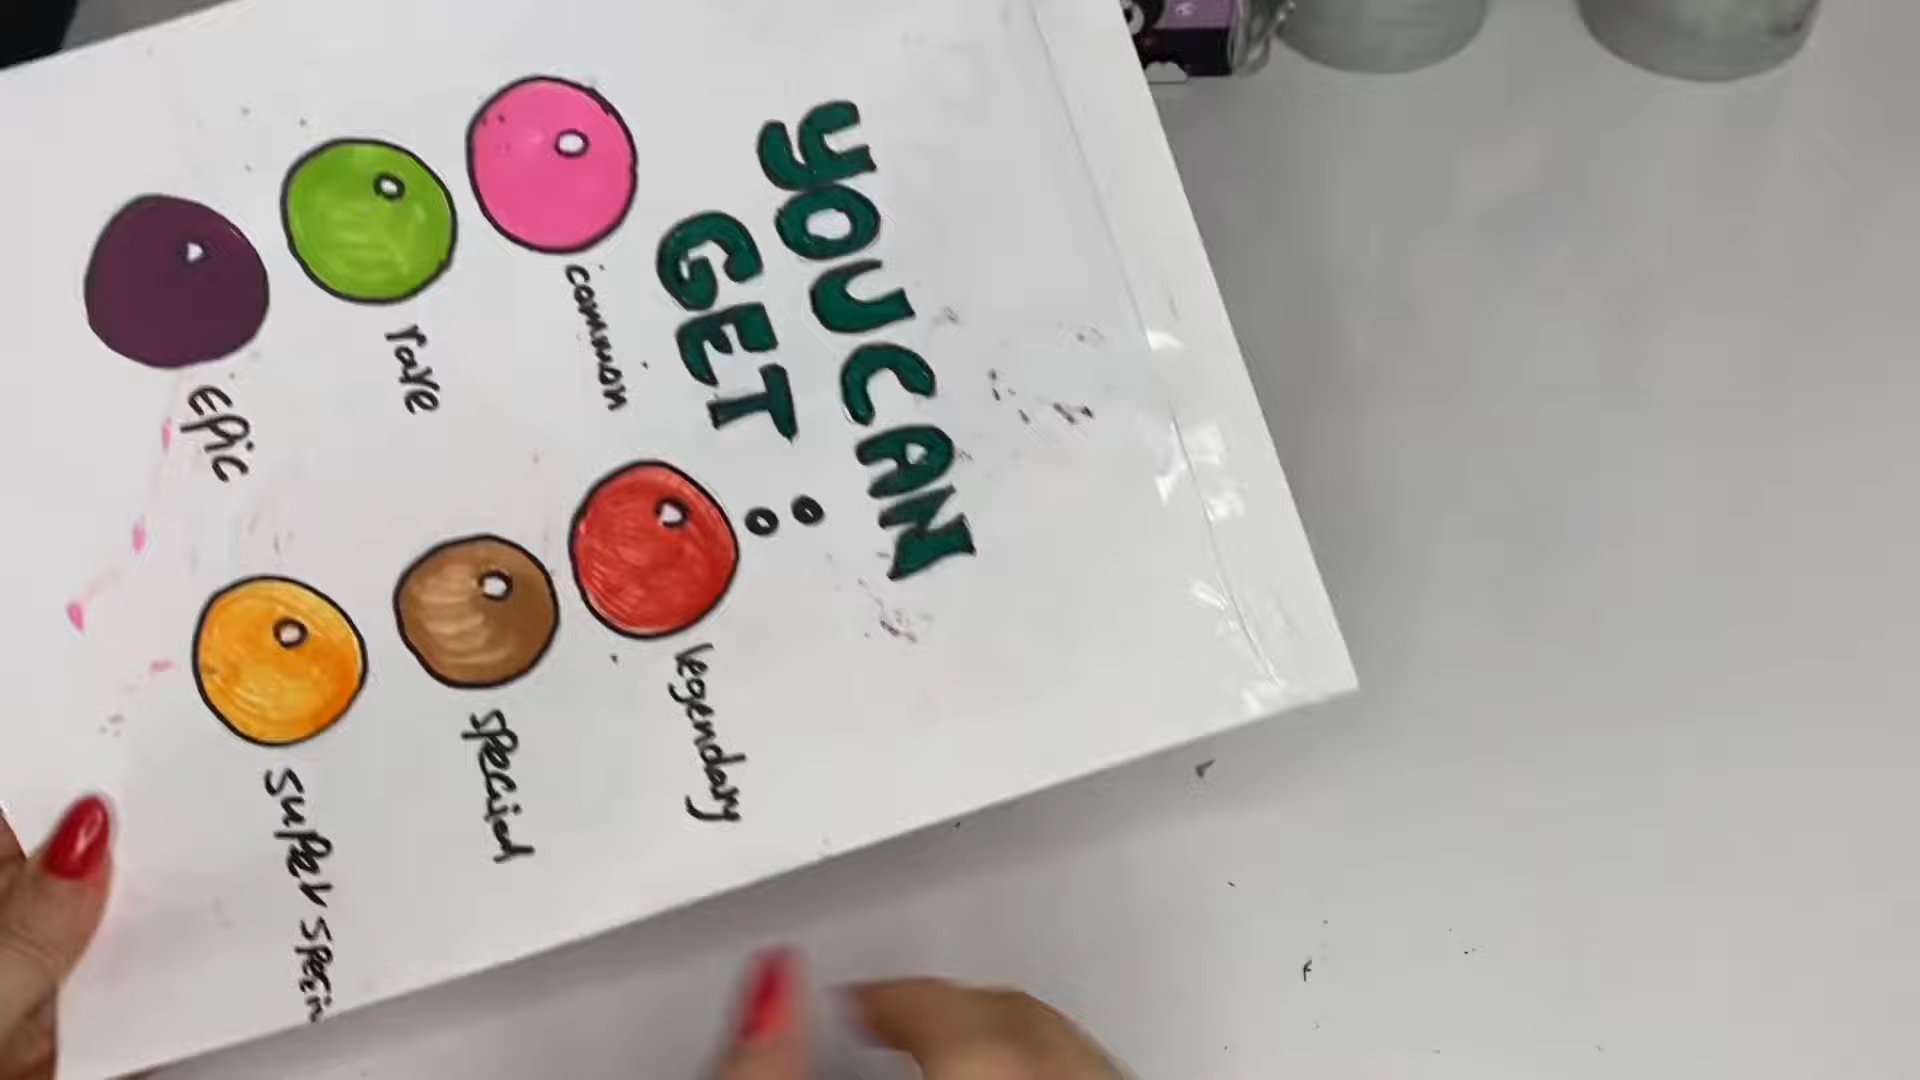 YOU CAN
GET :
common
rare
Epic
legendary
special
super speci